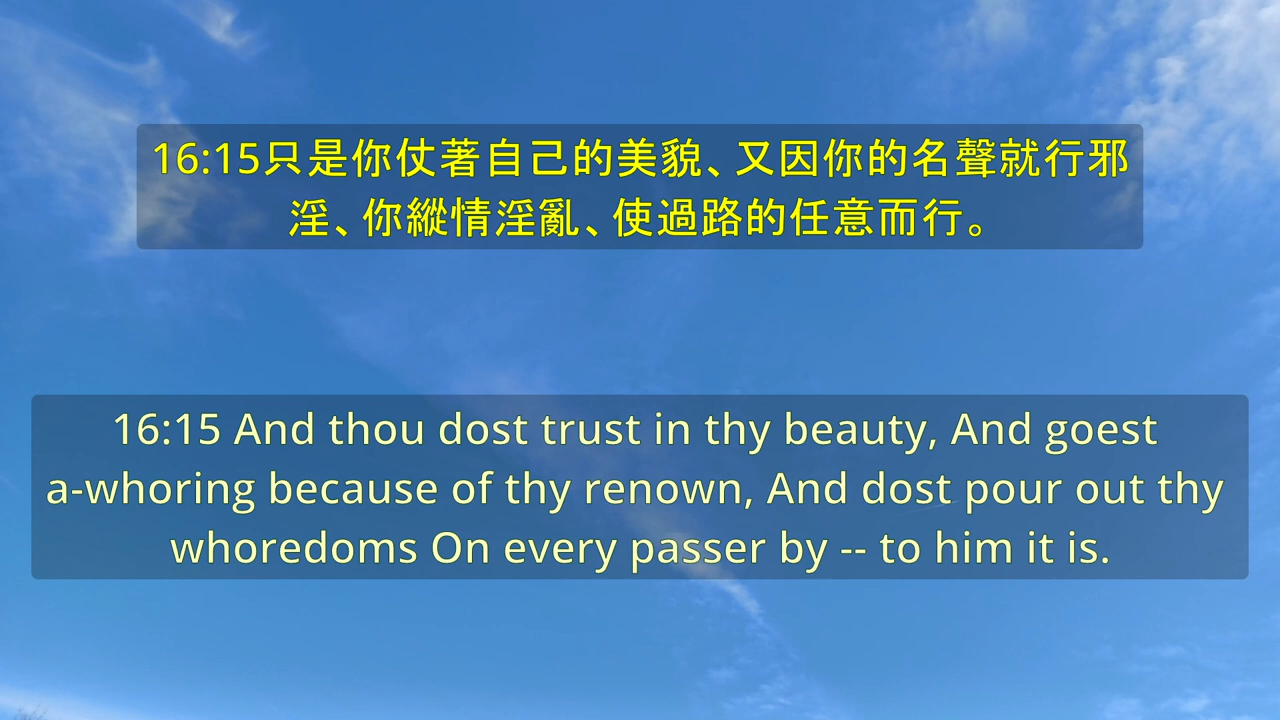 16:15只是你仗著自己的美貌、又因你的名聲就行邪
淫、你縱情淫亂、使過路的任意而行。
16:15 And thou dost trust in thy beauty, And goest
a-whoring because of thy renown, And dost pour out thy
whoredoms On every passer by -- to him it is.